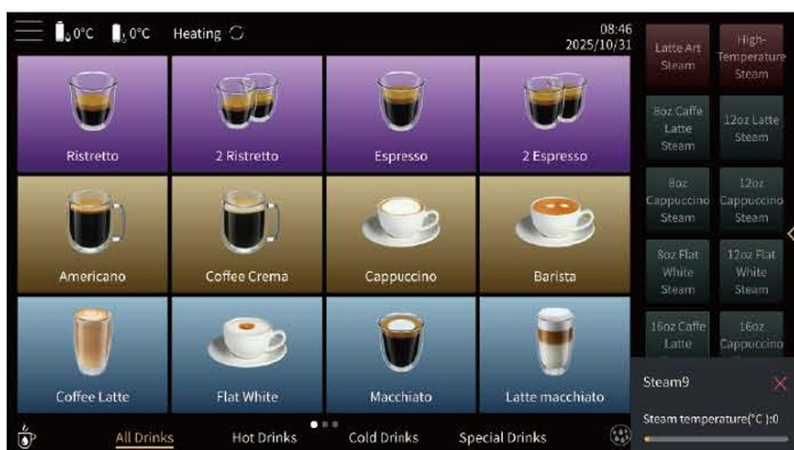 0°C 0°C Heating
08:46
2025/10/31
Ristretto
2 Ristretto
Espresso
2 Espresso
Americano
Coffee Crema
Cappuccino
Barista
Coffee Latte
Flat White
Macchiato
Latte macchiato
All Drinks
Hot Drinks
Cold Drinks
Special Drinks
Latte Art
Steam
High-
Temperature
Steam
8oz Caffe
Latte
Steam
12oz Latte
Steam
8oz
Cappuccino
Steam
12oz
Cappuccino
Steam
8oz Flat
White
Steam
12oz Flat
White
Steam
16oz Caffe
Latte
16oz
Cappuccino
Steam9
Steam temperature(°C ):0